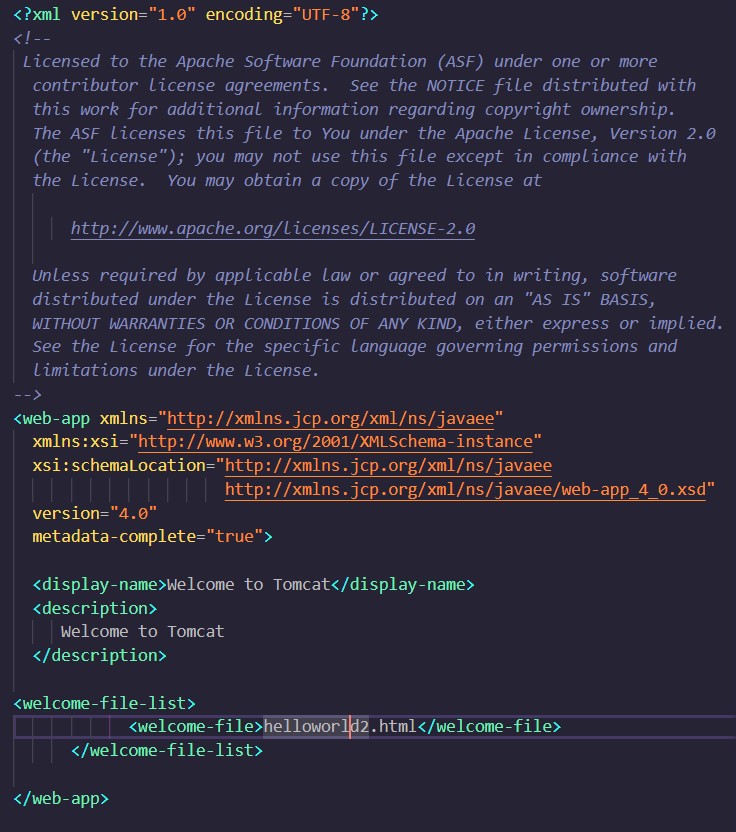 <?xml version="1.0" encoding="UTF-8"?>
<!--
 Licensed to the Apache Software Foundation (ASF) under one or more
  contributor license agreements.  See the NOTICE file distributed with
  this work for additional information regarding copyright ownership.
  The ASF licenses this file to You under the Apache License, Version 2.0
  (the "License"); you may not use this file except in compliance with
  the License.  You may obtain a copy of the License at

      http://www.apache.org/licenses/LICENSE-2.0

  Unless required by applicable law or agreed to in writing, software
  distributed under the License is distributed on an "AS IS" BASIS,
  WITHOUT WARRANTIES OR CONDITIONS OF ANY KIND, either express or implied.
  See the License for the specific language governing permissions and
  limitations under the License.
-->
<web-app xmlns="http://xmlns.jcp.org/xml/ns/javaee"
  xmlns:xsi="http://www.w3.org/2001/XMLSchema-instance"
  xsi:schemaLocation="http://xmlns.jcp.org/xml/ns/javaee
                      http://xmlns.jcp.org/xml/ns/javaee/web-app_4_0.xsd"
  version="4.0"
  metadata-complete="true">

  <display-name>Welcome to Tomcat</display-name>
  <description>
     Welcome to Tomcat
  </description>

<welcome-file-list>
            <welcome-file>helloworld2.html</welcome-file>
      </welcome-file-list>

</web-app>